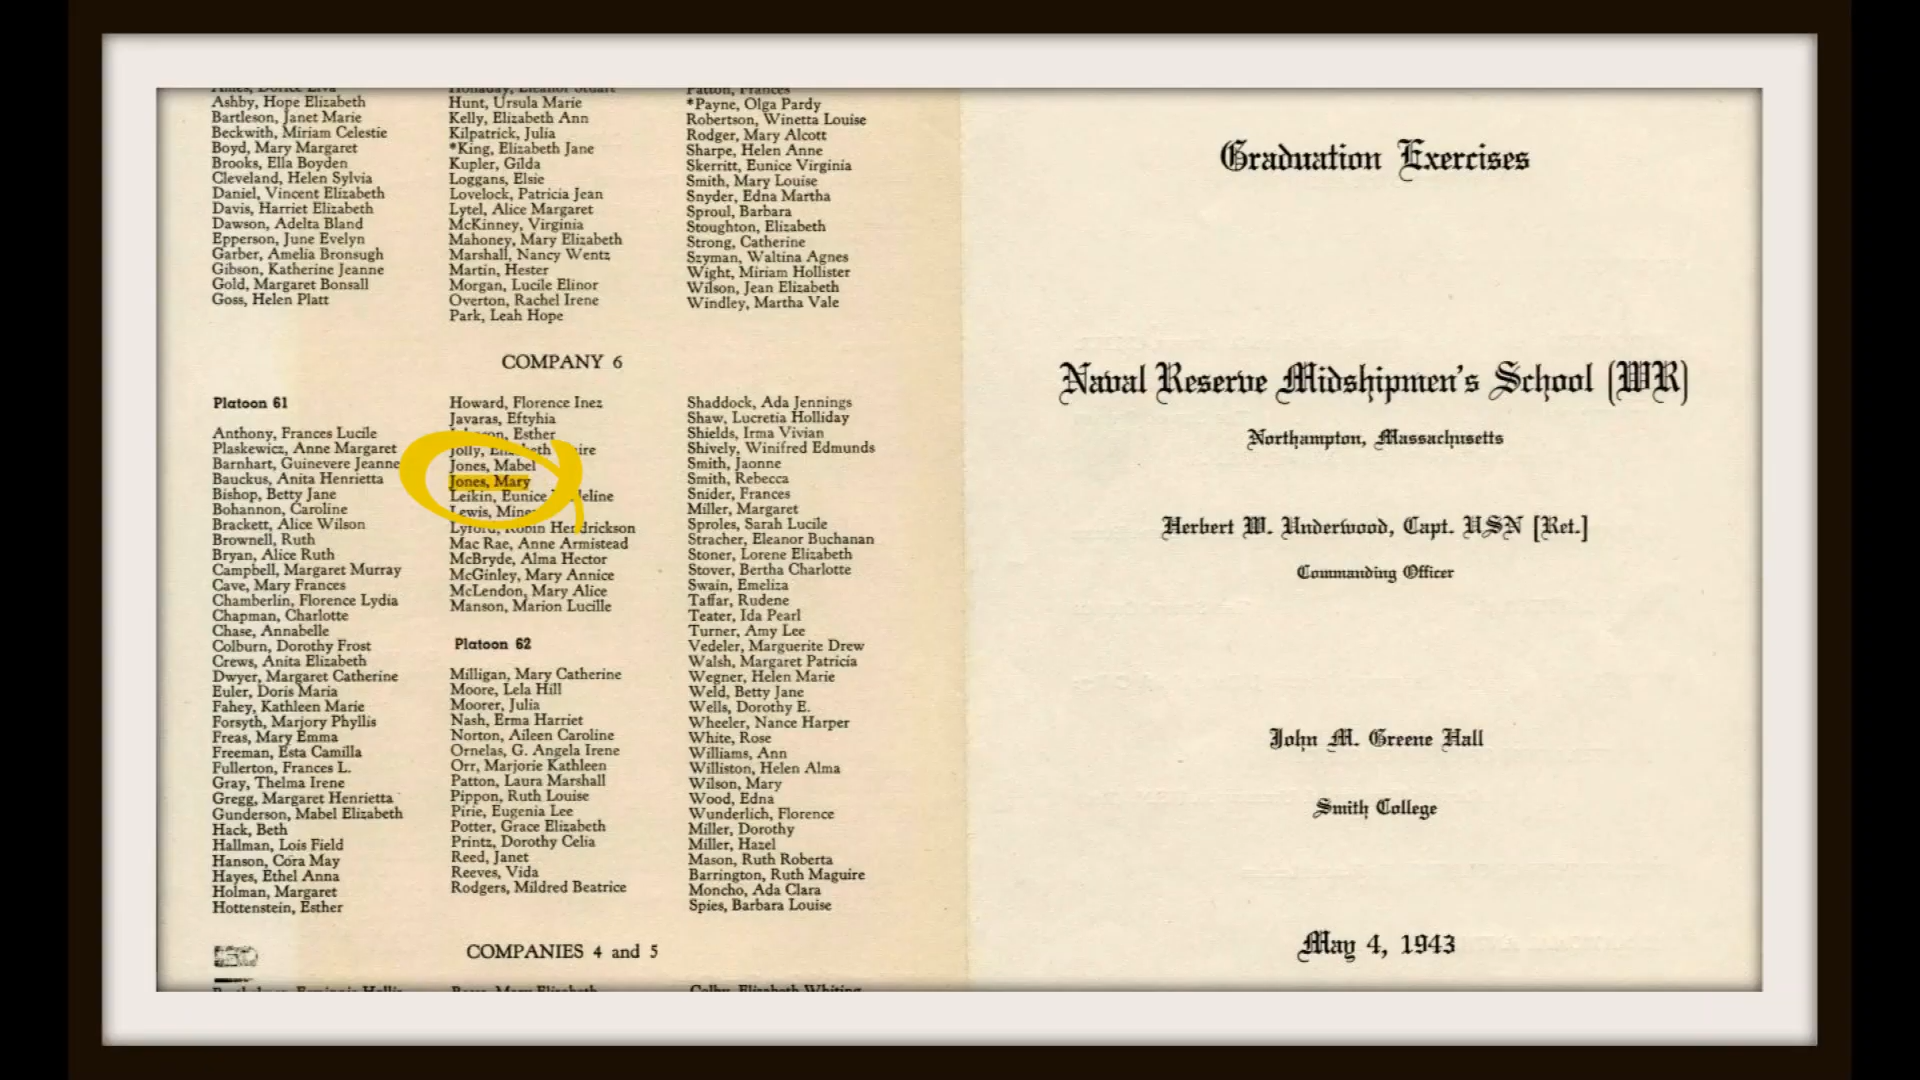 Ashby, Hope Elizabeth
Bartleson, Janet Marie
Beckwith, Miriam Celestie
Boyd, Mary Margaret
Brooks, Ella Boyden
Cleveland, Helen Sylvia
Daniel, Vincent Elizabeth
Davis, Harriet Elizabeth
Dawson, Adelta Bland
Epperson, June Evelyn
Garber, Amelia Bronsugh
Gibson, Katherine Jeanne
Gold, Margaret Bonsall
Goss, Helen Platt
Holladay, Eleanor Stuart
Hunt, Ursula Marie
Kelly, Elizabeth Ann
Kilpatrick, Julia
*King, Elizabeth Jane
Kupler, Gilda
Loggans, Elsie
Lovelock, Patricia Jean
Lytel, Alice Margaret
McKinney, Virginia
Mahoney, Mary Elizabeth
Marshall, Nancy Wentz
Martin, Hester
Morgan, Lucile Elinor
Overton, Rachel Irene
Park, Leah Hope
Patton, Frances
*Payne, Olga Pardy
Robertson, Winetta Louise
Rodger, Mary Alcott
Sharpe, Helen Anne
Skerritt, Eunice Virginia
Smith, Mary Louise
Snyder, Edna Martha
Sproul, Barbara
Stoughton, Elizabeth
Strong, Catherine
Szyman, Waltina Agnes
Wight, Miriam Hollister
Wilson, Jean Elizabeth
Windley, Martha Vale
COMPANY 6
Platoon 61
Anthony, Frances Lucile
Plaskewicz, Anne Margaret
Barnhart, Guinevere Jeanne
Bauckus, Anita Henrietta
Bishop, Betty Jane
Bohannon, Caroline
Brackett, Alice Wilson
Brownell, Ruth
Bryan, Alice Ruth
Campbell, Margaret Murray
Cave, Mary Frances
Chamberlin, Florence Lydia
Chapman, Charlotte
Chase, Annabelle
Colburn, Dorothy Frost
Crews, Anita Elizabeth
Dwyer, Margaret Catherine
Euler, Doris Maria
Fahey, Kathleen Marie
Forsyth, Marjory Phyllis
Freas, Mary Emma
Freeman, Esta Camilla
Fullerton, Frances L.
Gray, Thelma Irene
Gregg, Margaret Henrietta
Gunderson, Mabel Elizabeth
Hack, Beth
Hallman, Lois Field
Hanson, Cora May
Hayes, Ethel Anna
Holman, Margaret
Hottenstein, Esther
Howard, Florence Inez
Javaras, Eftyhia
Esther
Jolly,
Jones, Mabel
Jones, Mary
Leikin, Eunice
Lewis,
Lyford, Robin Hendrickson
Mac Rae, Anne Armistead
McBryde, Alma Hector
McGinley, Mary Annice
McLendon, Mary Alice
Manson, Marion Lucille
Platoon 62
Milligan, Mary Catherine
Moore, Lela Hill
Moorer, Julia
Nash, Erma Harriet
Norton, Aileen Caroline
Ornelas, G. Angela Irene
Orr, Marjorie Kathleen
Patton, Laura Marshall
Pippon, Ruth Louise
Pirie, Eugenia Lee
Potter, Grace Elizabeth
Printz, Dorothy Celia
Reed, Janet
Reeves, Vida
Rodgers, Mildred Beatrice
Shaddock, Ada Jennings
Shaw, Lucretia Holliday
Shields, Irma Vivian
Shively, Winifred Edmunds
Smith, Jaonne
Smith, Rebecca
Snider, Frances
Miller, Margaret
Sproles, Sarah Lucile
Stracher, Eleanor Buchanan
Stoner, Lorene Elizabeth
Stover, Bertha Charlotte
Swain, Emeliza
Taffar, Rudene
Teater, Ida Pearl
Turner, Amy Lee
Vedeler, Marguerite Drew
Walsh, Margaret Patricia
Wegner, Helen Marie
Weld, Betty Jane
Wells, Dorothy E.
Wheeler, Nance Harper
White, Rose
Williams, Ann
Williston, Helen Alma
Wilson, Mary
Wood, Edna
Wunderlich, Florence
Miller, Dorothy
Miller, Hazel
Mason, Ruth Roberta
Barrington, Ruth Maguire
Moncho, Ada Clara
Spies, Barbara Louise
COMPANIES 4 and 5
Colby, Elizabeth Whiting
Graduation Exercises
Naval Reserve Midshipmen's School (WR)
Northampton, Massachusetts
Herbert W. Underwood, Capt. USN [Ret.]
Commanding Officer
John M. Greene Hall
Smith College
May 4, 1943